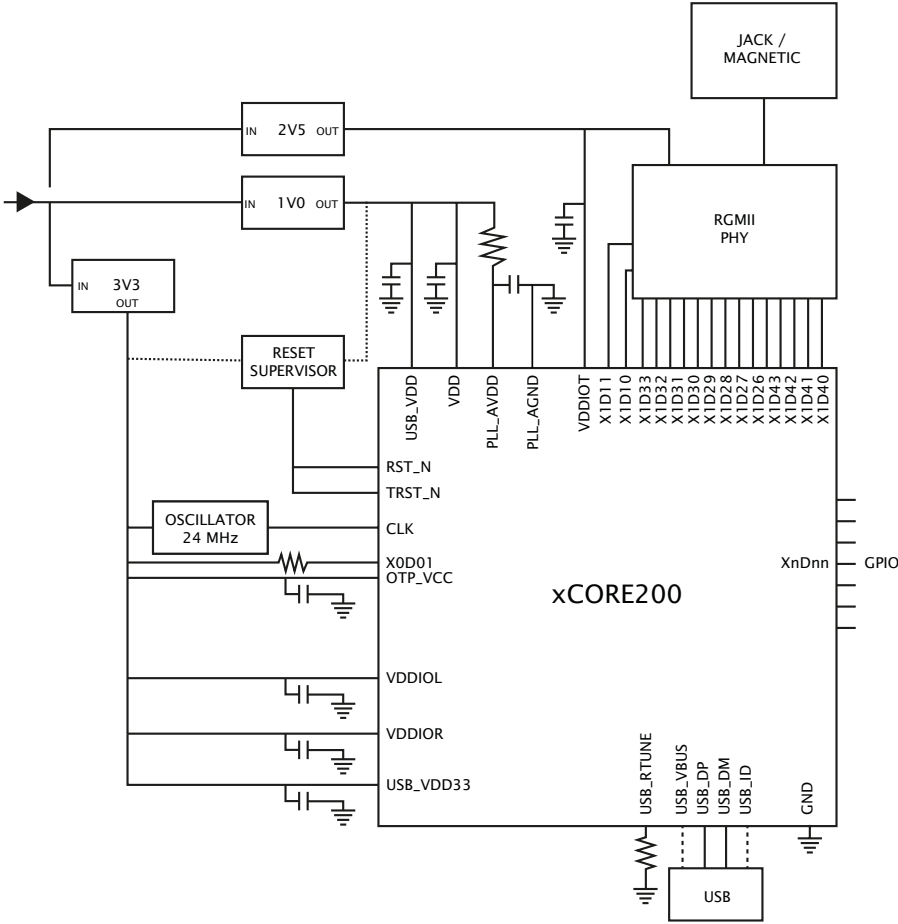 JACK /
MAGNETIC
IN 2V5 OUT
IN 1V0 OUT
RGMII
PHY
IN 3V3
OUT
RESET
SUPERVISOR
USB_VDD
VDD
PLL_AVDD
PLL_AGND
VDDIOT
X1D11
X1D10
X1D33
X1D32
X1D31
X1D30
X1D29
X1D28
X1D27
X1D26
X1D43
X1D42
X1D41
X1D40
RST_N
TRST_N
OSCILLATOR
24 MHz
CLK
X0D01
OTP_VCC
XnDnn GPIO
xCORE200
VDDIOL
VDDIOR
USB_VDD33
USB_RTUNE
USB_VBUS
USB_DP
USB_DM
USB_ID
GND
USB